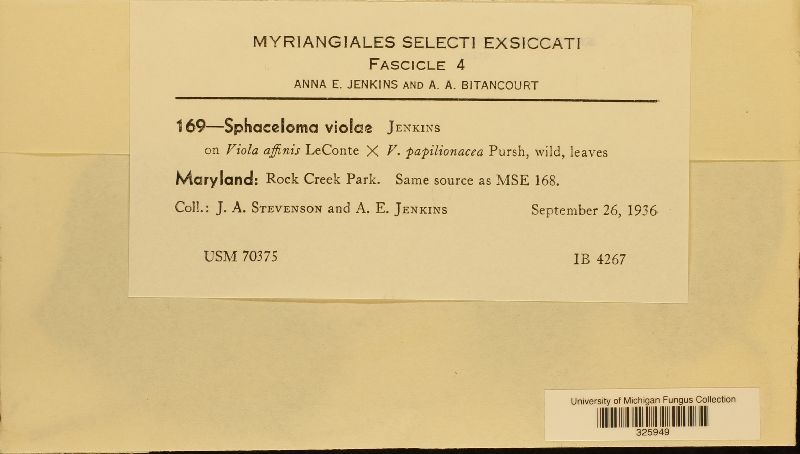 MYRIANGIALES SELECTI EXSICCATI
FASCICLE 4
ANNA E. JENKINS AND A. A. BITANCOURT
169—Sphaceloma violae JENKINS
on Viola affinis LeConte × V. papilionacea Pursh, wild, leaves
Maryland: Rock Creek Park. Same source as MSE 168.
Coll.: J. A. STEVENSON and A. E. JENKINS September 26, 1936
USM 70375 IB 4267
University of Michigan Fungus Collection
325949